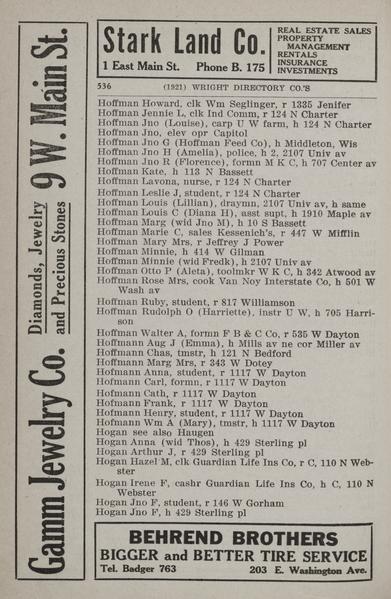 Stark Land Co.
1 East Main St. Phone B. 175
REAL ESTATE SALES
PROPERTY
MANAGEMENT
RENTALS
INSURANCE
INVESTMENTS
Gamm Jewelry Co. Diamonds, Jewelry and Precious Stones 9 W. Main St.
536 (1921) WRIGHT DIRECTORY CO.'S
Hoffman Howard, clk Wm Seglinger, r 1335 Jenifer
Hoffman Jennie L, clk Ind Comm, r 124 N Charter
Hoffman Jno (Louise), carp U W farm, h 124 N Charter
Hoffman Jno, elev opr Capitol
Hoffman Jno G (Hoffman Feed Co), h Middleton, Wis
Hoffman Jno H (Amelia), police, h 2, 2107 Univ av
Hoffman Jno R (Florence), formn M K C, h 707 Center av
Hoffman Kate, h 113 N Bassett
Hoffman Lavona, nurse, r 124 N Charter
Hoffman Leslie J, student, r 124 N Charter
Hoffman Louis (Lillian), draymn, 2107 Univ av, h same
Hoffman Louis C (Diana H), asst supt, h 1910 Maple av
Hoffman Marg (wid Jno M), h 10 S Bassett
Hoffman Marie C, sales Kessenich's, r 447 W Mifflin
Hoffman Mary Mrs, r Jeffrey J Power
Hoffman Minnie, h 414 W Gilman
Hoffman Minnie (wid Fredk), h 2107 Univ av
Hoffman Otto P (Aleta), toolmkr W K C, h 342 Atwood av
Hoffman Rose Mrs, cook Van Noy Interstate Co, h 501 W
Wash av
Hoffman Ruby, student, r 817 Williamson
Hoffman Rudolph O (Harriette), instr U W, h 705 Harri-
son
Hoffman Walter A, formn F B & C Co, r 535 W Dayton
Hoffmann Aug J (Emma), h Mills av ne cor Miller av
Hoffmann Chas, tmstr, h 121 N Bedford
Hoffmann Marg Mrs, r 343 W Dotey
Hofmann Anna, student, r 1117 W Dayton
Hofmann Carl, formn, r 1117 W Dayton
Hofmann Cath, r 1117 W Dayton
Hofmann Frank, r 1117 W Dayton
Hofmann Henry, student, r 1117 W Dayton
Hofmann Wm A (Mary), tmstr, h 1117 W Dayton
Hogan see also Haugen
Hogan Anna (wid Thos), h 429 Sterling pl
Hogan Arthur J, r 429 Sterling pl
Hogan Hazel M, clk Guardian Life Ins Co, r C, 110 N Web-
ster
Hogan Irene F, cashr Guardian Life Ins Co, h C, 110 N
Webster
Hogan Jno F, student, r 146 W Gorham
Hogan Jno F, h 429 Sterling pl
BEHREND BROTHERS
BIGGER and BETTER TIRE SERVICE
Tel. Badger 763 203 E. Washington Ave.